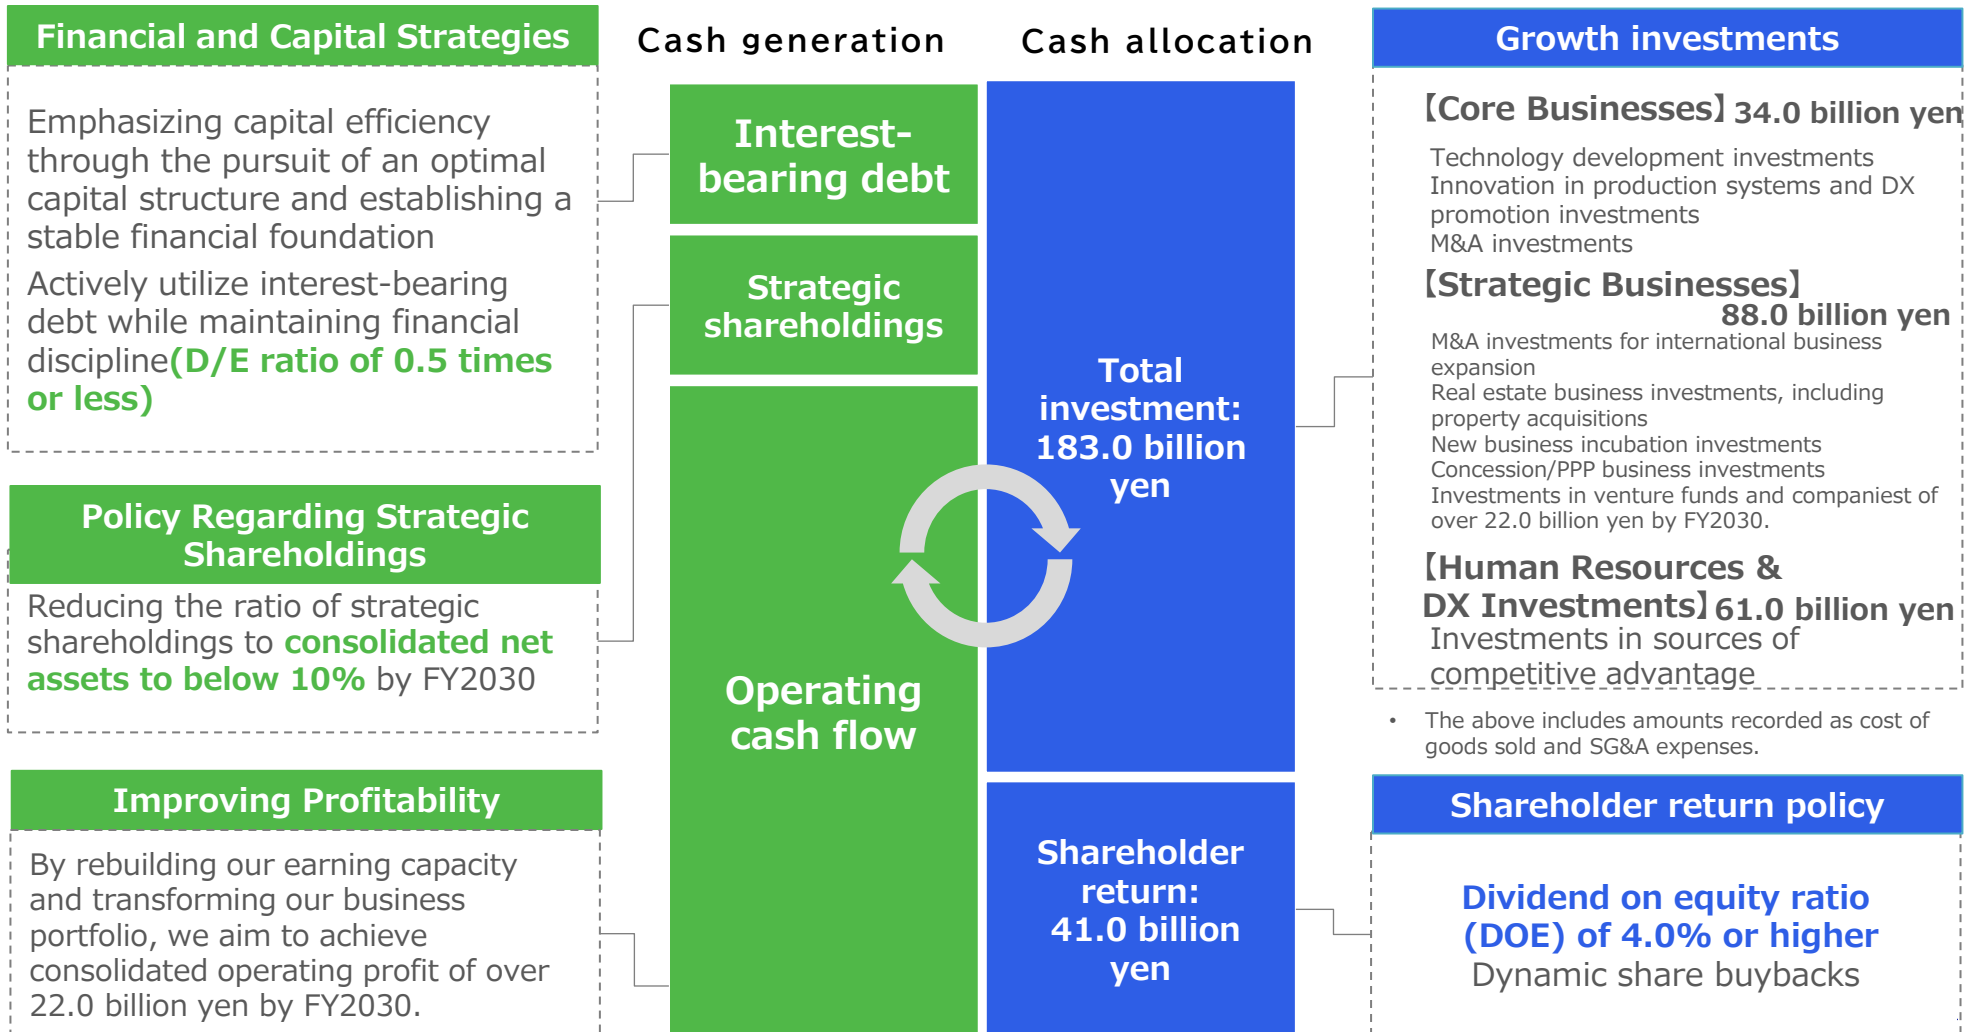 Financial and Capital Strategies
Emphasizing capital efficiency
through the pursuit of an optimal
capital structure and establishing a
stable financial foundation
Actively utilize interest-bearing
debt while maintaining financial
discipline(D/E ratio of 0.5 times
or less)
Policy Regarding Strategic
Shareholdings
Reducing the ratio of strategic
shareholdings to consolidated net
assets to below 10% by FY2030
Improving Profitability
By rebuilding our earning capacity
and transforming our business
portfolio, we aim to achieve
consolidated operating profit of over
22.0 billion yen by FY2030.
Cash generation
Interest-
bearing debt
Strategic
shareholdings
Operating
cash flow
Cash allocation
Total
investment:
183.0 billion
yen
Shareholder
return:
41.0 billion
yen
Growth investments
【Core Businesses】 34.0 billion yen
Technology development investments
Innovation in production systems and DX
promotion investments
M&A investments
【Strategic Businesses】
88.0 billion yen
M&A investments for international business
expansion
Real estate business investments, including
property acquisitions
New business incubation investments
Concession/PPP business investments
Investments in venture funds and companiest of
over 22.0 billion yen by FY2030.
【Human Resources &
DX Investments】 61.0 billion yen
Investments in sources of
competitive advantage
• The above includes amounts recorded as cost of
goods sold and SG&A expenses.
Shareholder return policy
Dividend on equity ratio
(DOE) of 4.0% or higher
Dynamic share buybacks